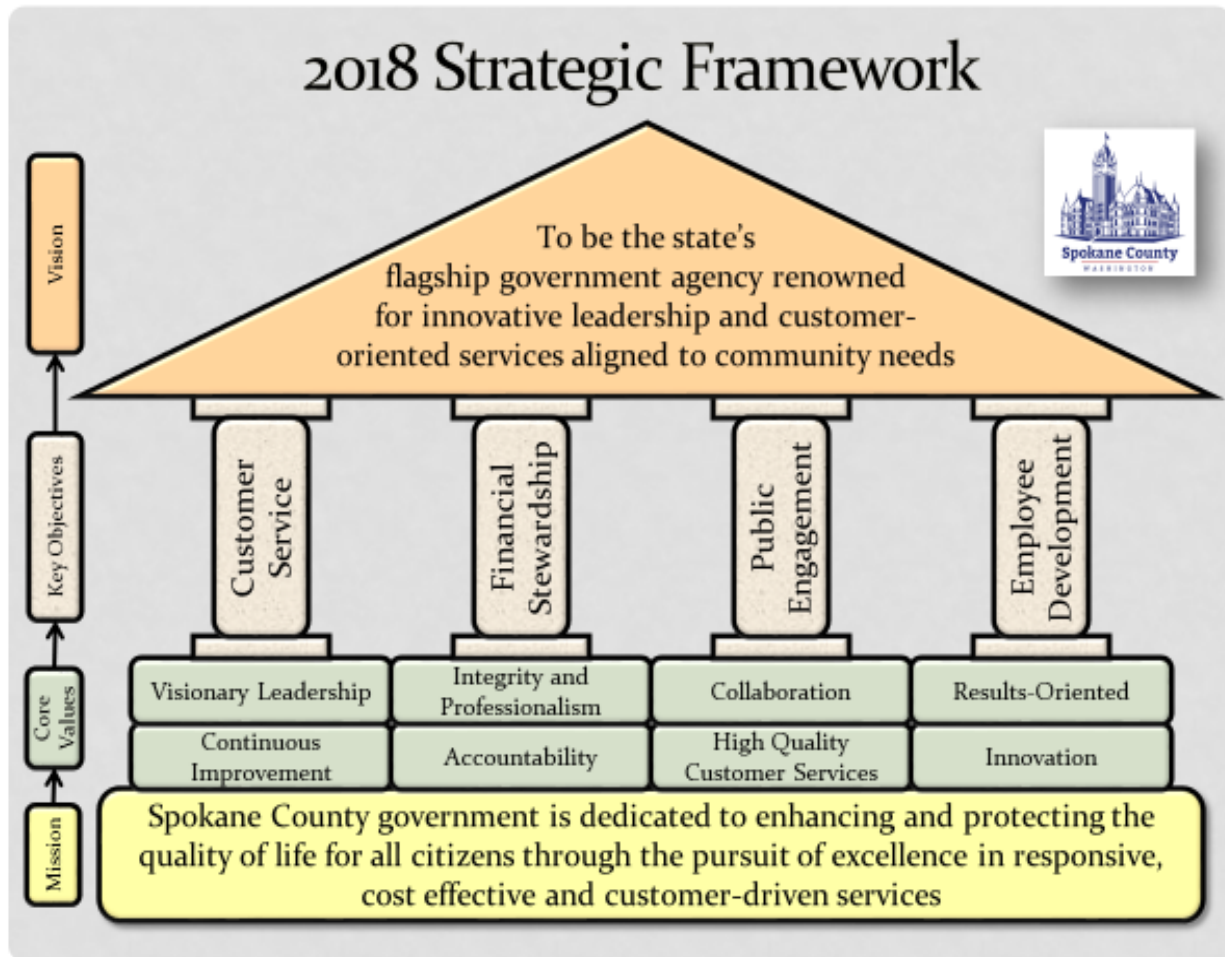 2018 Strategic Framework
Spokane County
WASHINGTON
Vision
To be the state's
flagship government agency renowned
for innovative leadership and customer-
oriented services aligned to community needs
Key Objectives
Customer
Service
Financial
Stewardship
Public
Engagement
Employee
Development
Core
Values
Visionary Leadership
Integrity and
Professionalism
Collaboration
Results-Oriented
Continuous
Improvement
Accountability
High Quality
Customer Services
Innovation
Mission
Spokane County government is dedicated to enhancing and protecting the
quality of life for all citizens through the pursuit of excellence in responsive,
cost effective and customer-driven services